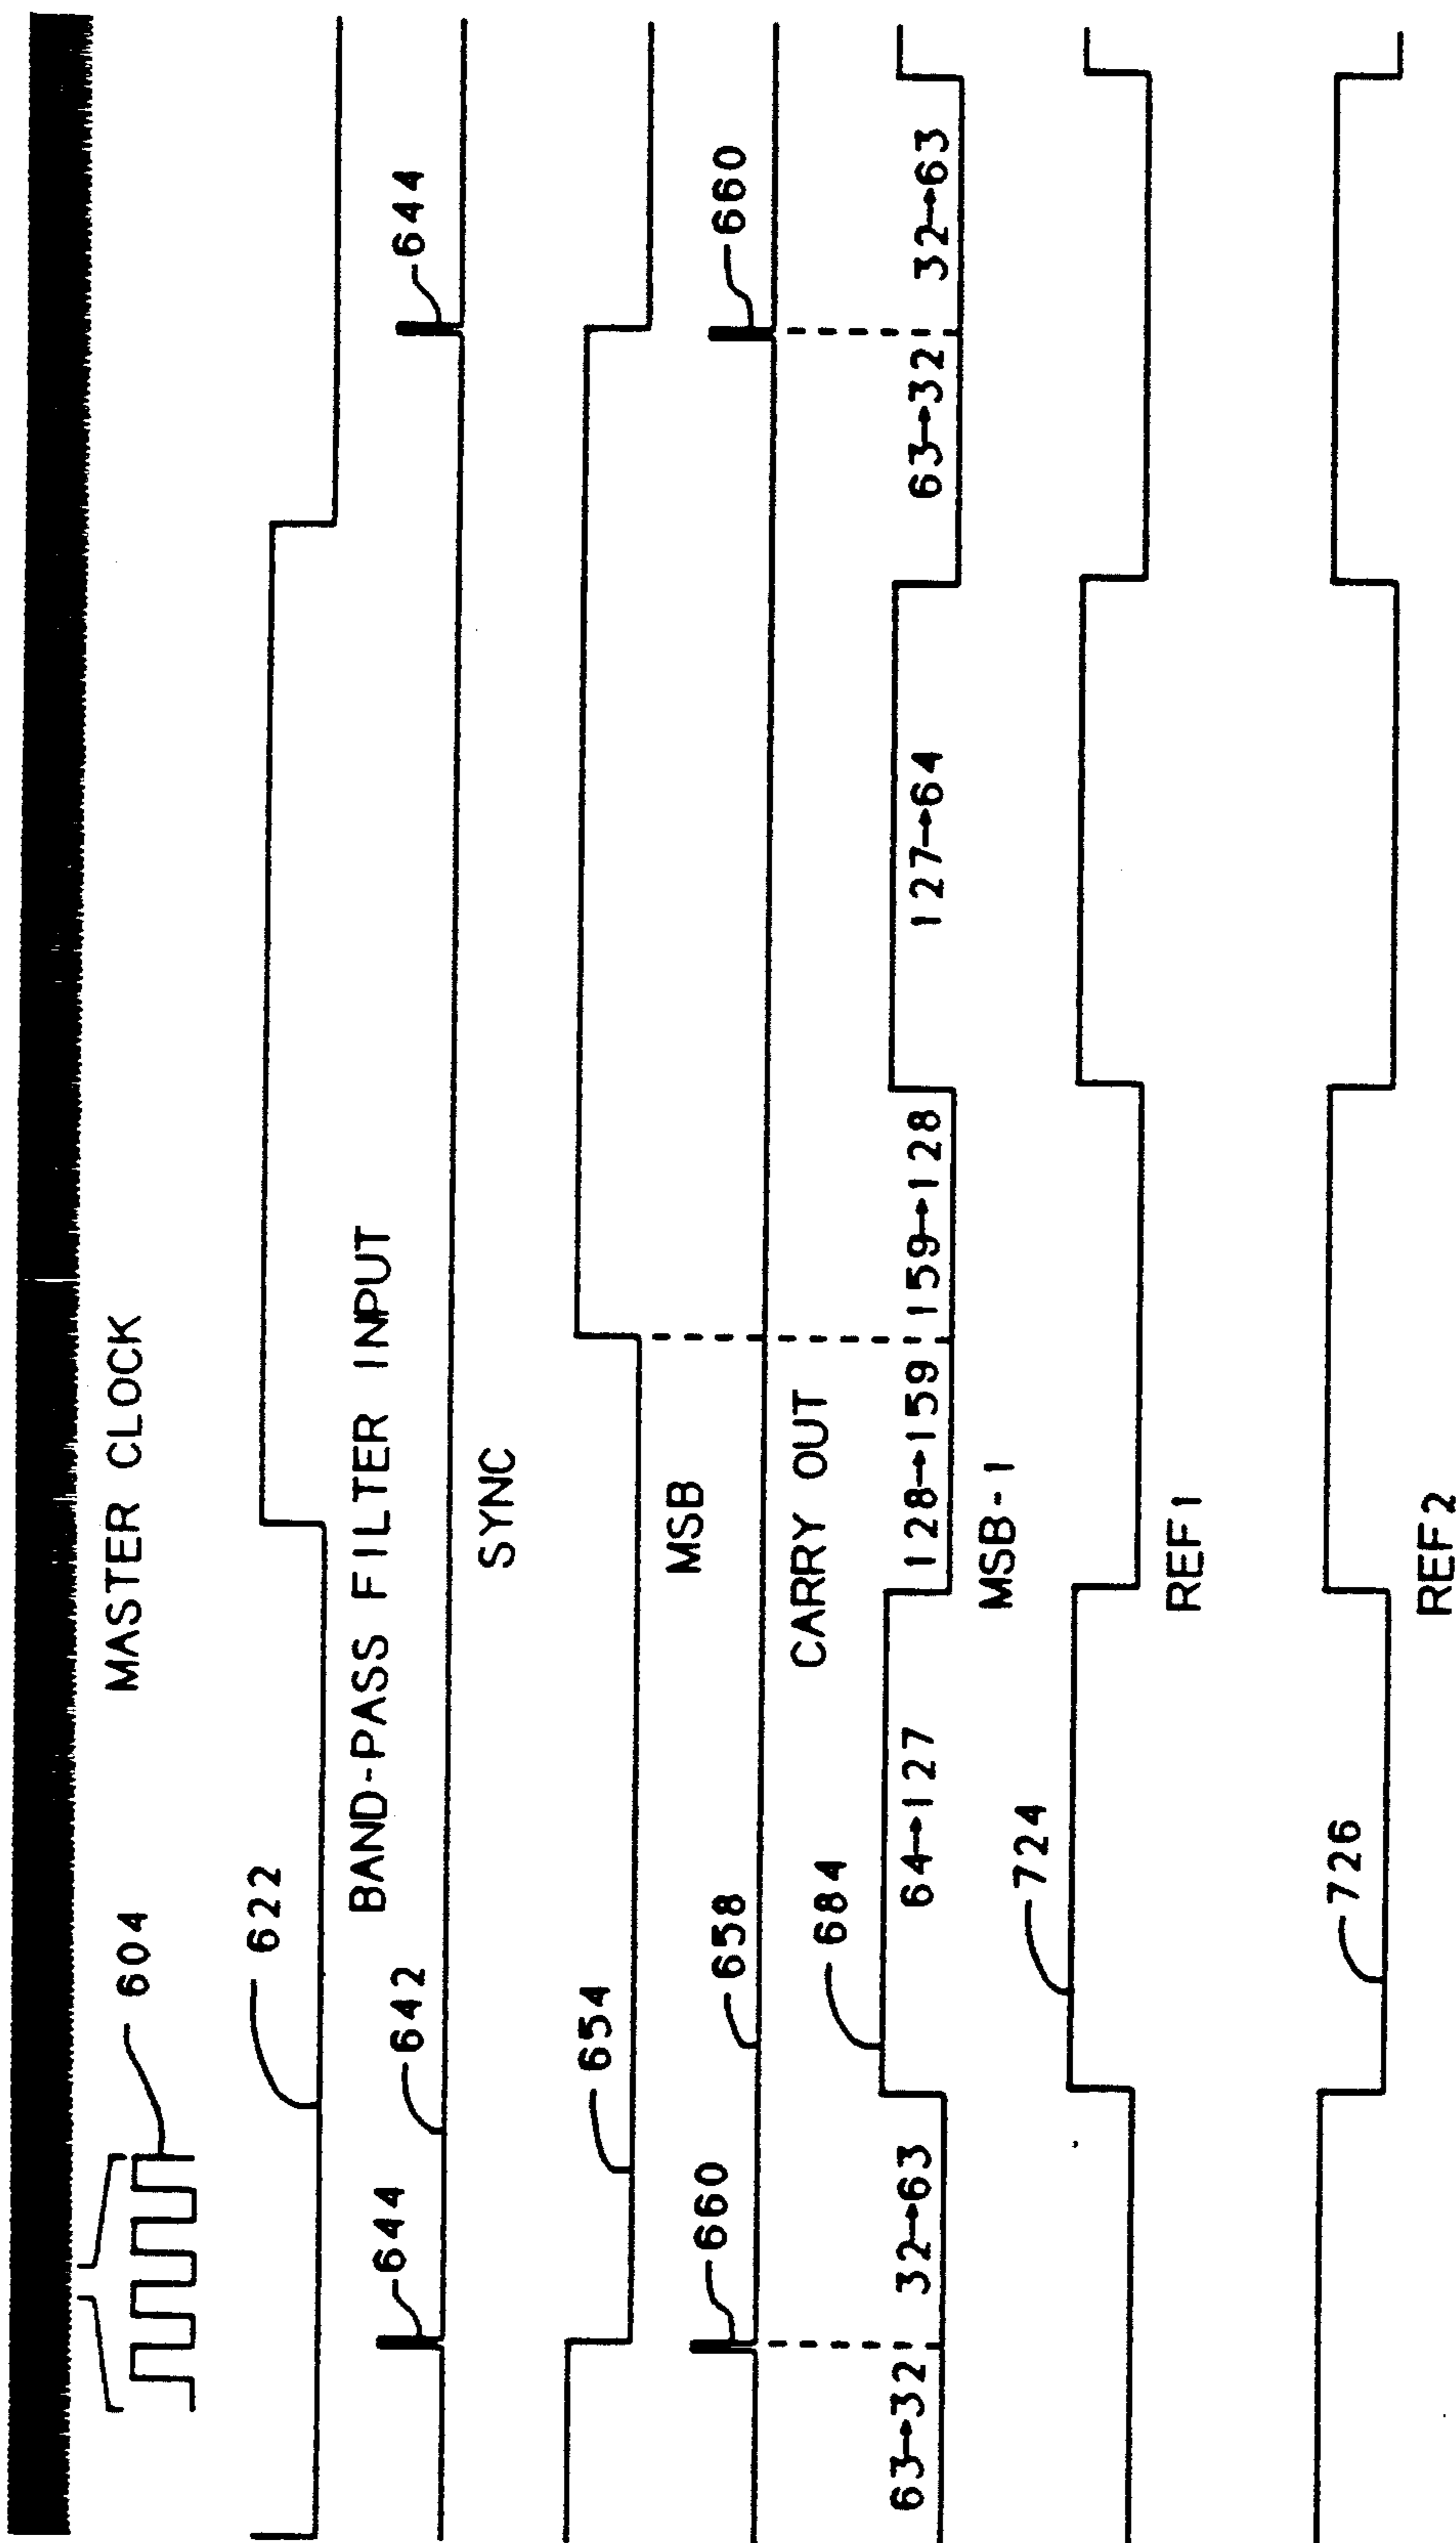 MASTER CLOCK
604
622
BAND-PASS FILTER INPUT
644
642
644
SYNC
654
MSB
660
658
660
CARRY OUT
684
63→32 32→63 64→127 128→159 159→128 127→64 63→32 32→63
MSB-1
724
REF1
726
REF2